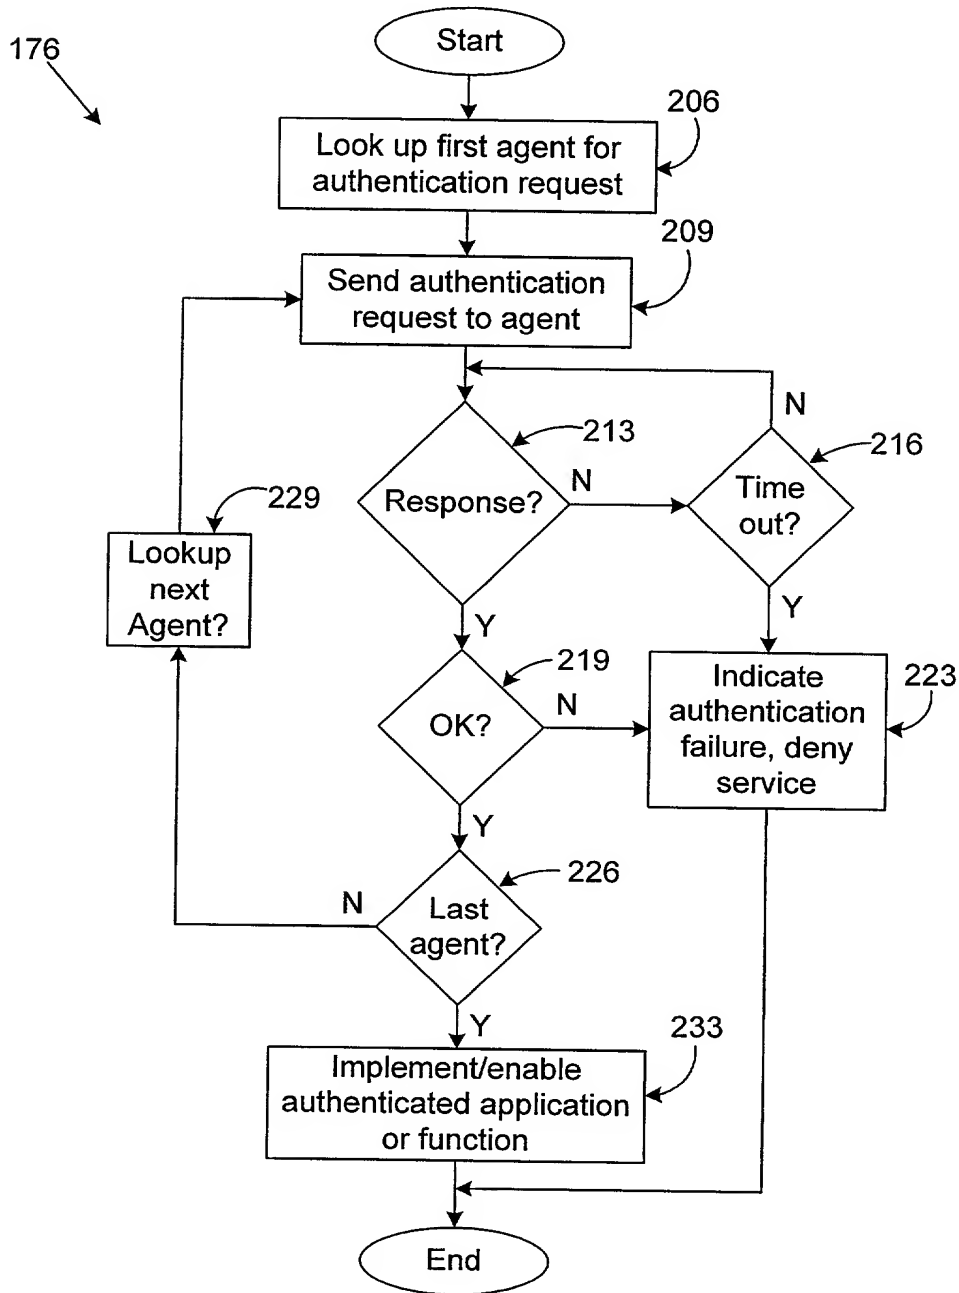 176
Start
206
Look up first agent for
authentication request
209
Send authentication
request to agent
N
213
216
Response?
N
Time
out?
229
Lookup
next
Agent?
Y
Y
219
OK?
N
Indicate
authentication
failure, deny
service
223
Y
226
N
Last
agent?
Y
233
Implement/enable
authenticated application
or function
End